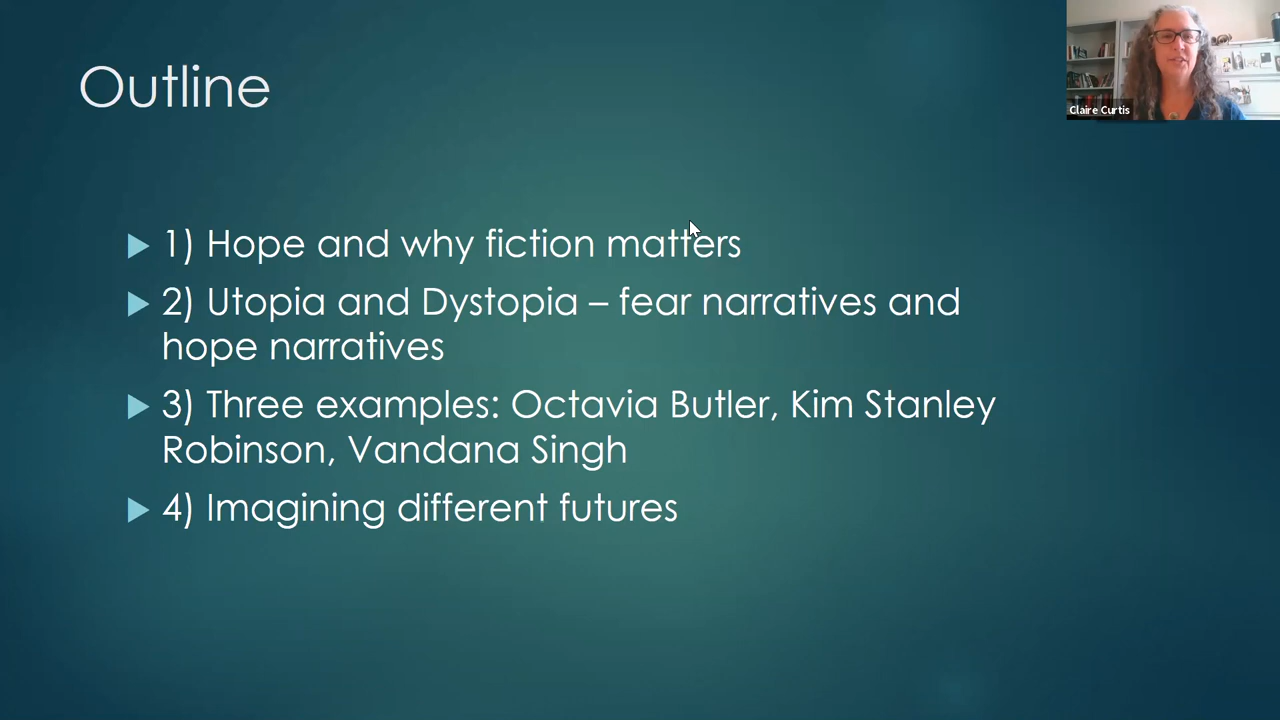 Outline
Claire Curtis
1) Hope and why fiction matters
2) Utopia and Dystopia – fear narratives and
hope narratives
3) Three examples: Octavia Butler, Kim Stanley
Robinson, Vandana Singh
4) Imagining different futures